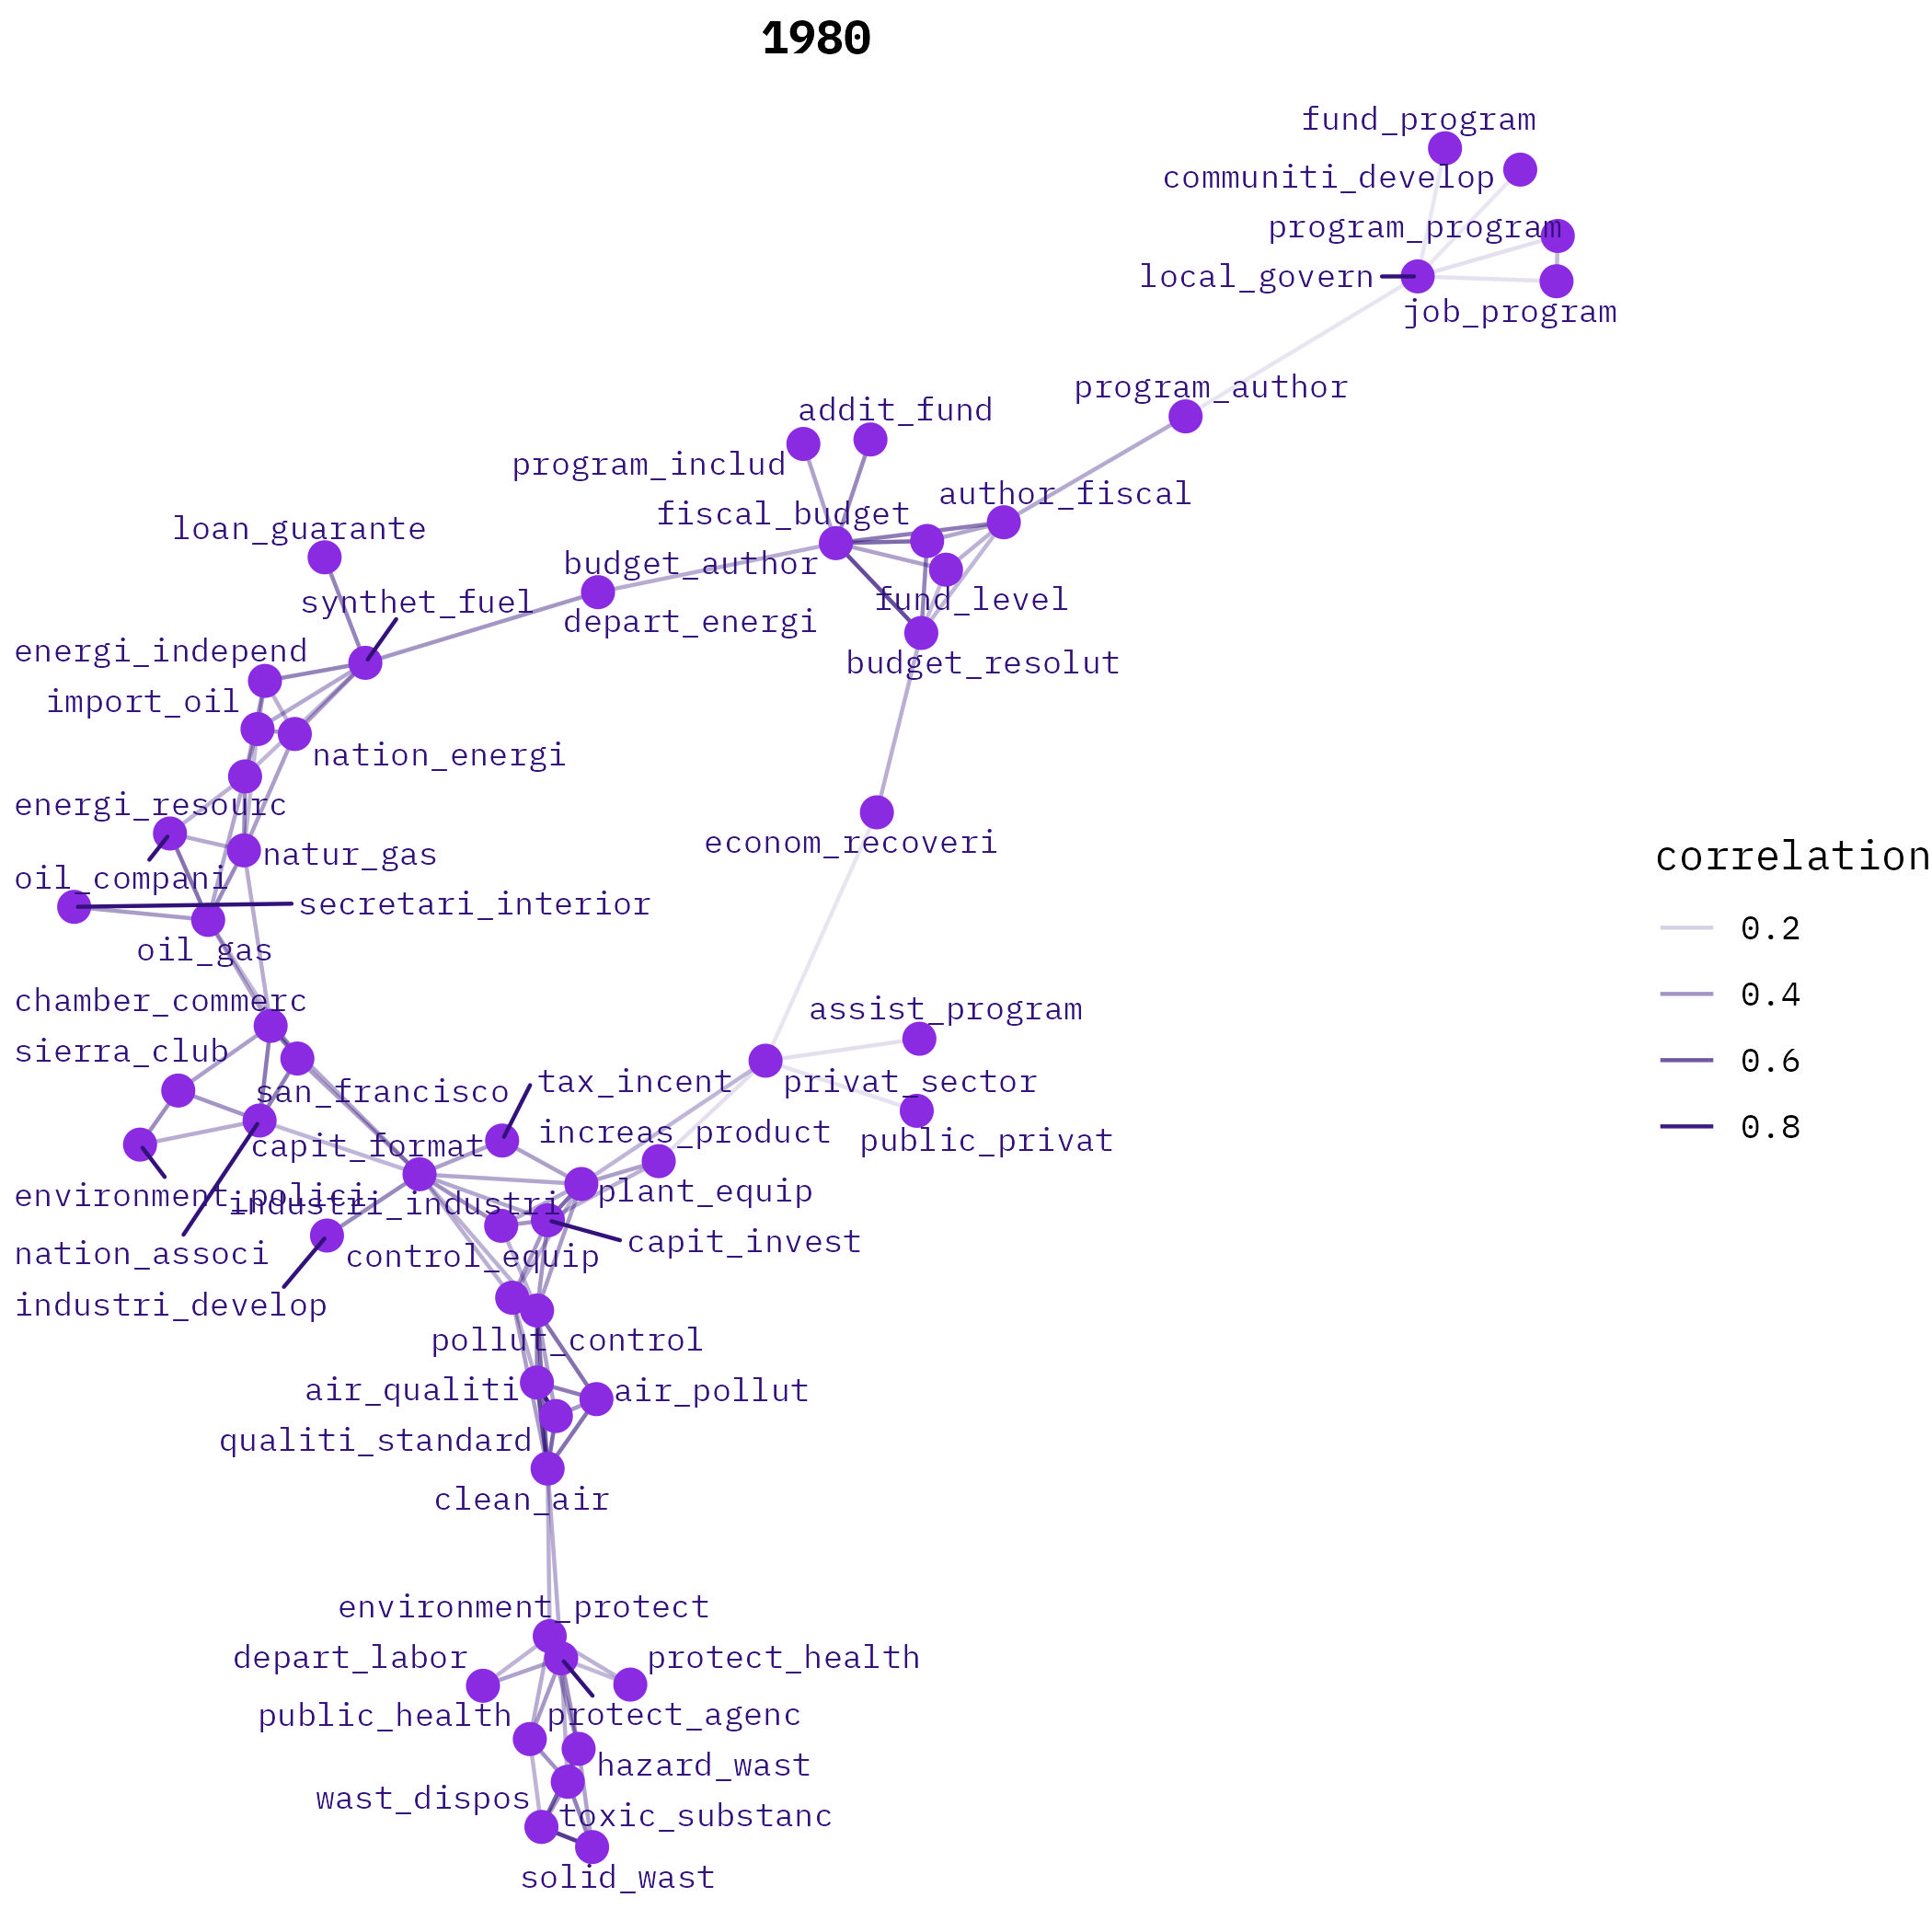 1980
fund_program
communiti_develop
program_program
local_govern
job_program
program_author
addit_fund
program_includ
author_fiscal
fiscal_budget
loan_guarante
budget_author
synthet_fuel
fund_level
depart_energi
energi_independ
budget_resolut
import_oil
nation_energi
energi_resourc
econom_recoveri
natur_gas
correlation
oil_compani
secretari_interior
0.2
oil_gas
0.4
chamber_commerc
assist_program
sierra_club
0.6
san_francisco
tax_incent
privat_sector
0.8
capit_format
increas_product
public_privat
environment_polici
industri_industri
plant_equip
nation_associ
control_equip
capit_invest
industri_develop
pollut_control
air_qualiti
air_pollut
qualiti_standard
clean_air
environment_protect
depart_labor
protect_health
public_health
protect_agenc
hazard_wast
wast_dispos
toxic_substanc
solid_wast